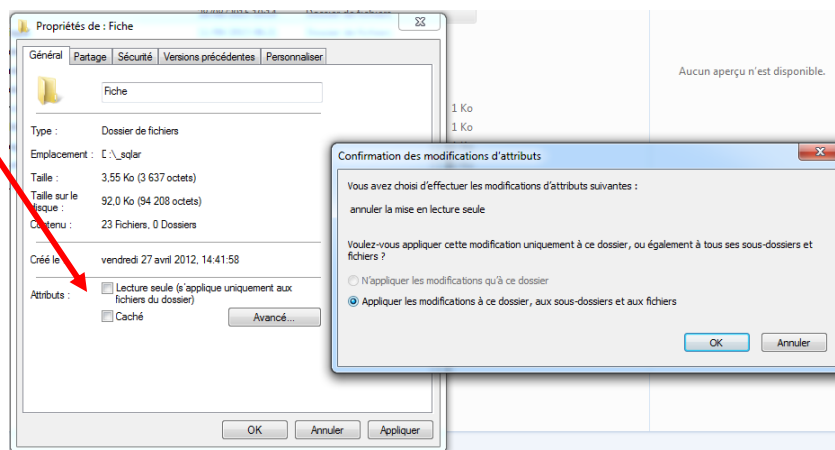 Propriétés de : Fiche
Général Partage Sécurité Versions précédentes Personnaliser
Fiche
Type : Dossier de fichiers
Emplacement : E:\_sqlar
Taille : 3,55 Ko (3 637 octets)
Taille sur le disque : 92,0 Ko (94 208 octets)
Contenu : 23 Fichiers, 0 Dossiers
Créé le vendredi 27 avril 2012, 14:41:58
Attributs : Lecture seule (s'applique uniquement aux
fichiers du dossier)
Caché Avancé...
OK Annuler Appliquer
Aucun aperçu n'est disponible.
1 Ko
1 Ko
Confirmation des modifications d'attributs
Vous avez choisi d'effectuer les modifications d'attributs suivantes :
annuler la mise en lecture seule
Voulez-vous appliquer cette modification uniquement à ce dossier, ou également à tous ses sous-dossiers et
fichiers ?
N'appliquer les modifications qu'à ce dossier
Appliquer les modifications à ce dossier, aux sous-dossiers et aux fichiers
OK Annuler